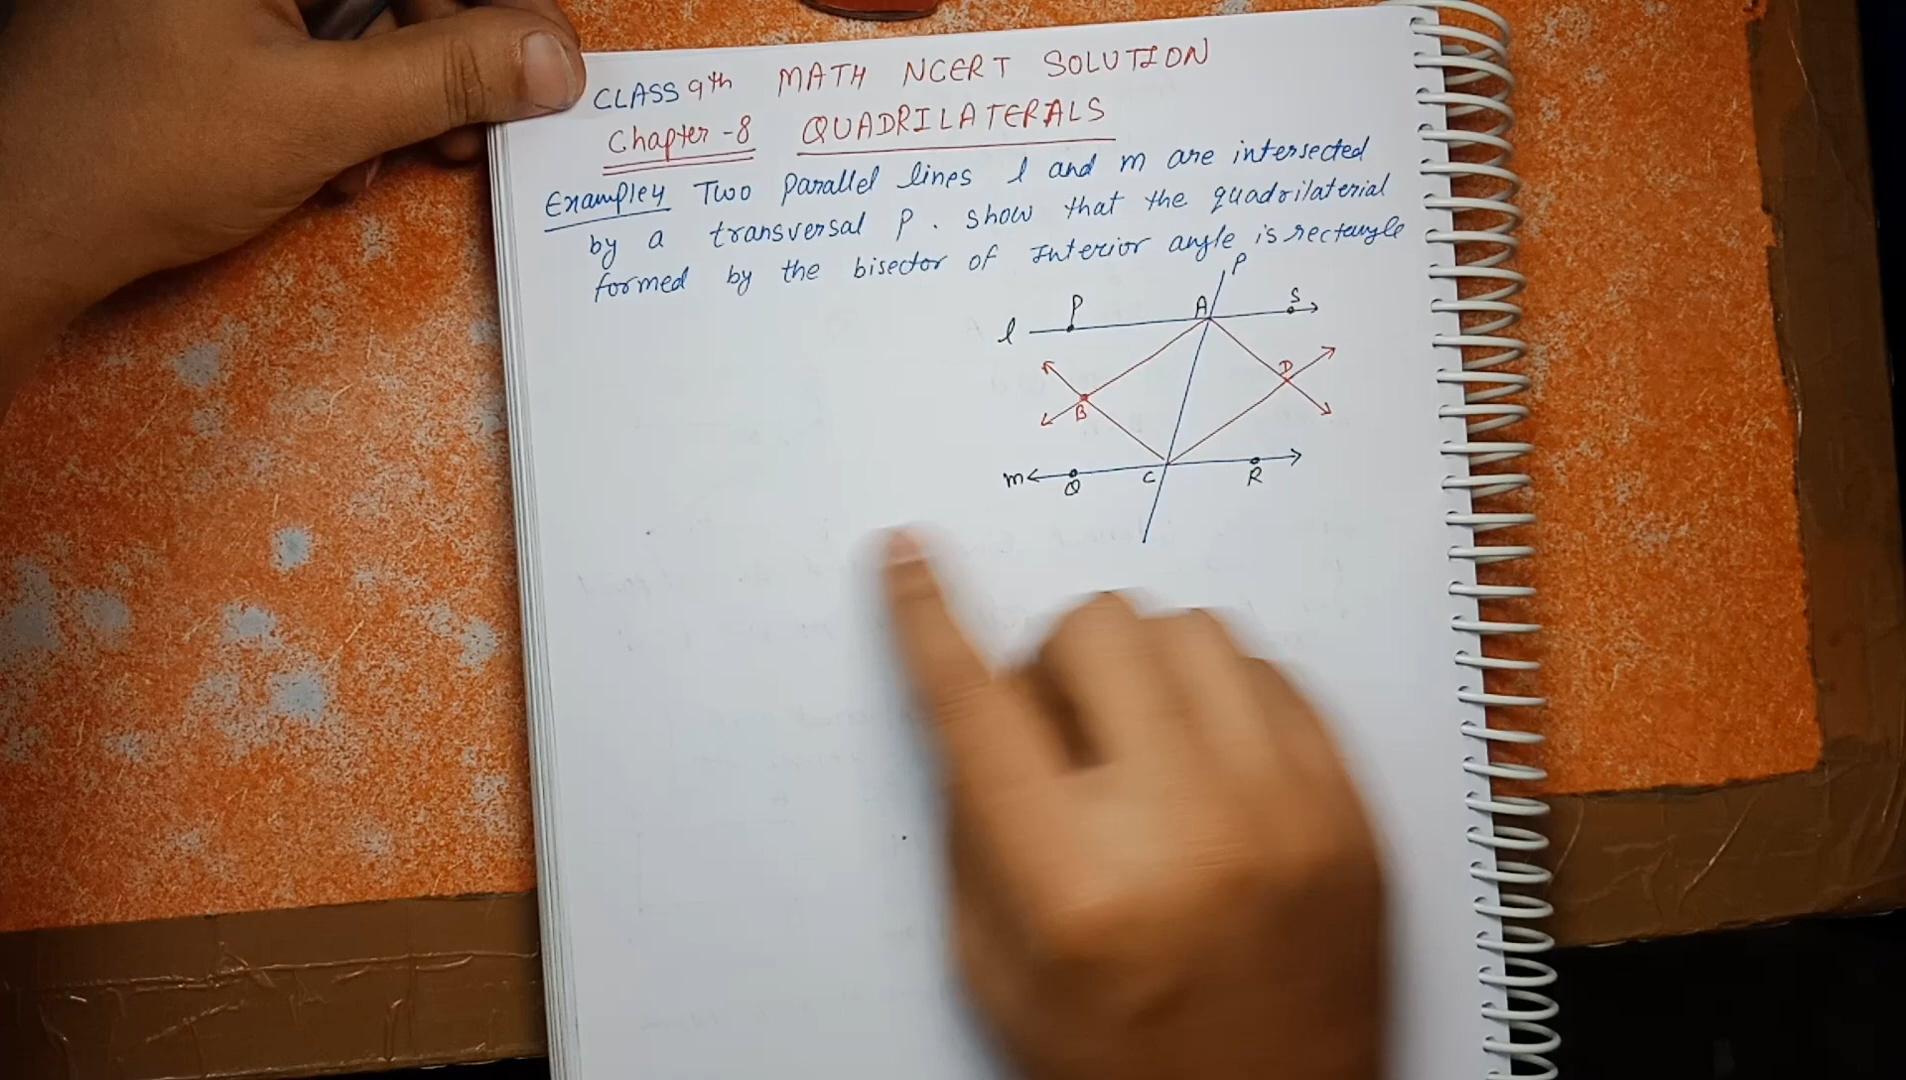 CLASS 9th MATH NCERT SOLUTION
Chapter -8 QUADRILATERALS
Example4 Two parallel lines l and m are intersected
by a transversal P . Show that the quadrilaterial
formed by the bisector of Interior angle is rectangle
P
l P A S
D
B
m Q C R